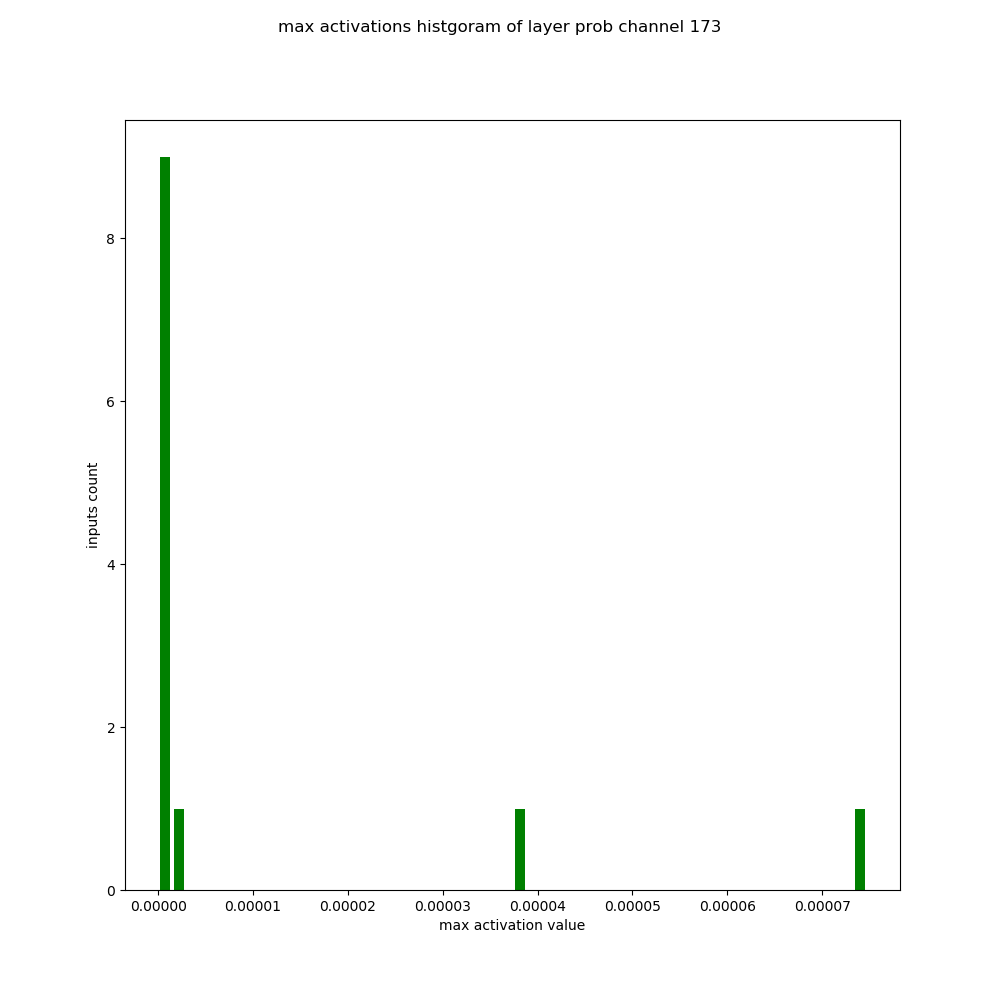 max activations histgoram of layer prob channel 173
8
6
4
2
0
inputs count
0.00000 0.00001 0.00002 0.00003 0.00004 0.00005 0.00006 0.00007
max activation value